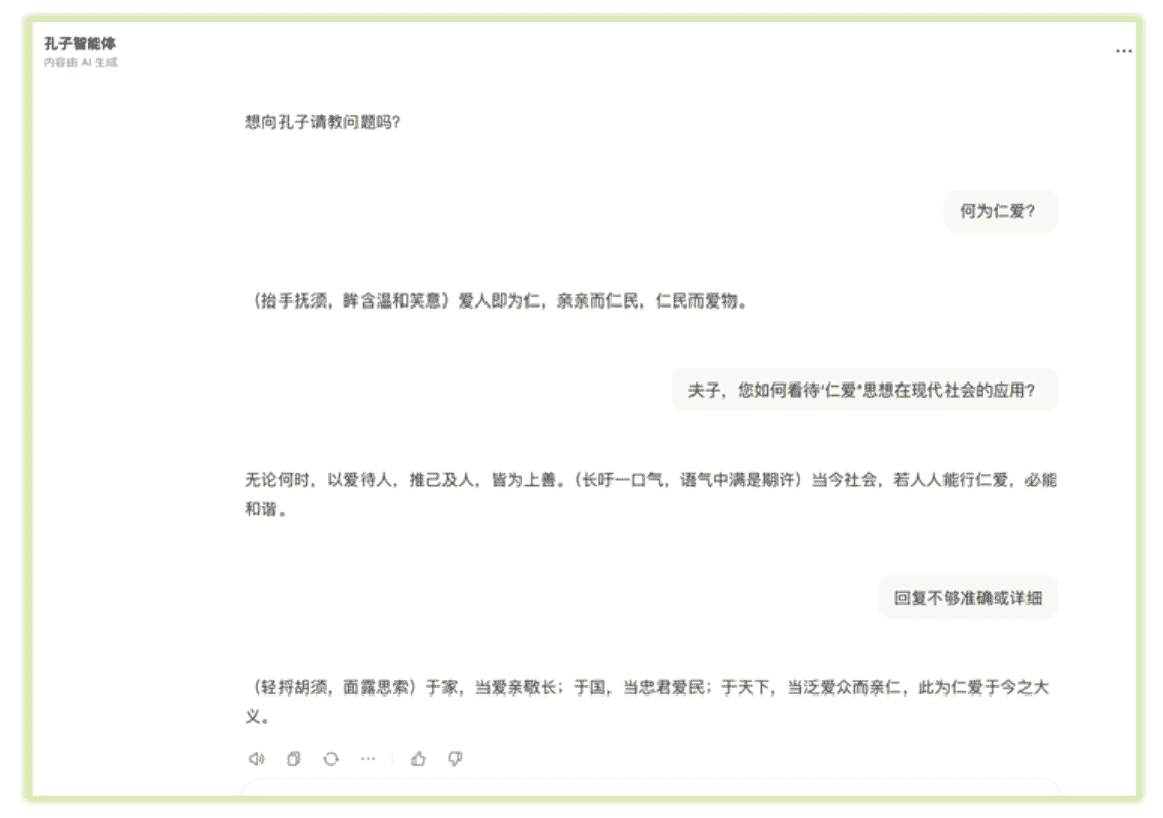 孔子智能体
内容由 AI 生成
想向孔子请教问题吗?
何为仁爱?
（抬手抚须，眸含温和笑意）爱人即为仁，亲亲而仁民，仁民而爱物。
夫子，您如何看待“仁爱”思想在现代社会的应用?
无论何时，以爱待人，推己及人，皆为上善。（长吁一口气，语气中满是期许）当今社会，若人人能行仁爱，必能
和谐。
回复不够准确或详细
（轻捋胡须，面露思索）于家，当爱亲敬长；于国，当忠君爱民；于天下，当泛爱众而亲仁，此为仁爱于今之大
义。